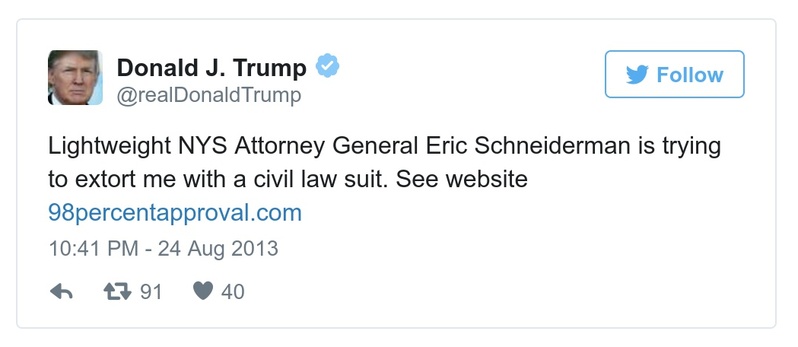 Donald J. Trump
@realDonaldTrump
Follow
Lightweight NYS Attorney General Eric Schneiderman is trying
to extort me with a civil law suit. See website
98percentapproval.com
10:41 PM - 24 Aug 2013
91 40